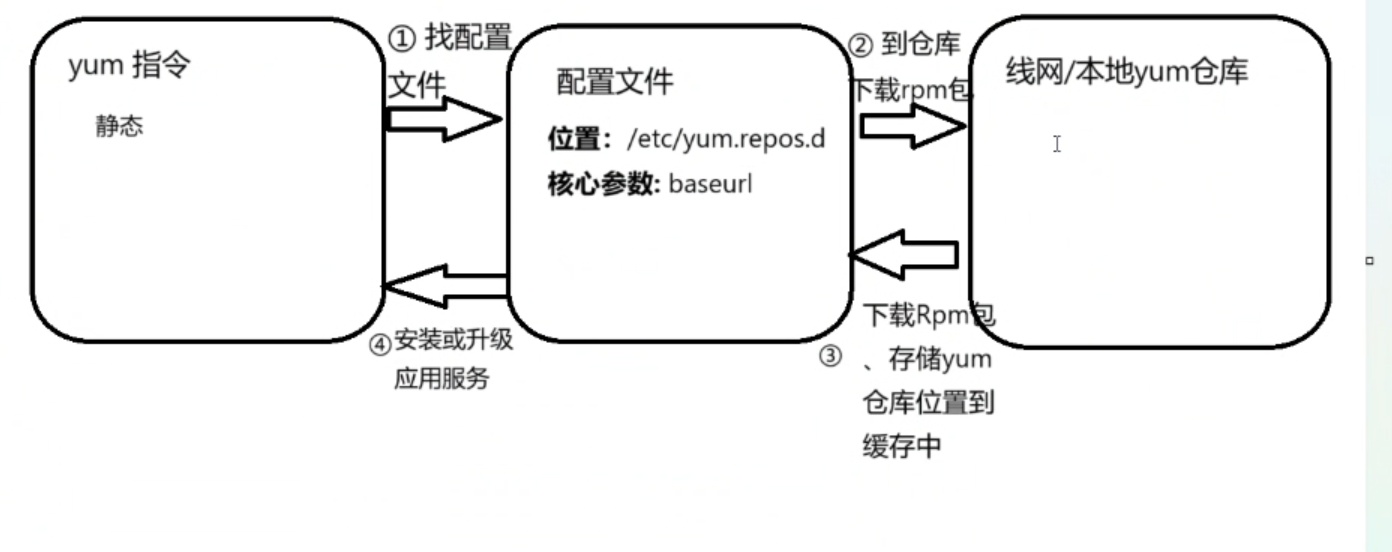 yum 指令
静态
① 找配置
文件
配置文件
位置：/etc/yum.repos.d
核心参数: baseurl
② 到仓库
下载rpm包
线网/本地yum仓库
③
下载Rpm包
、存储yum
仓库位置到
缓存中
④ 安装或升级
应用服务